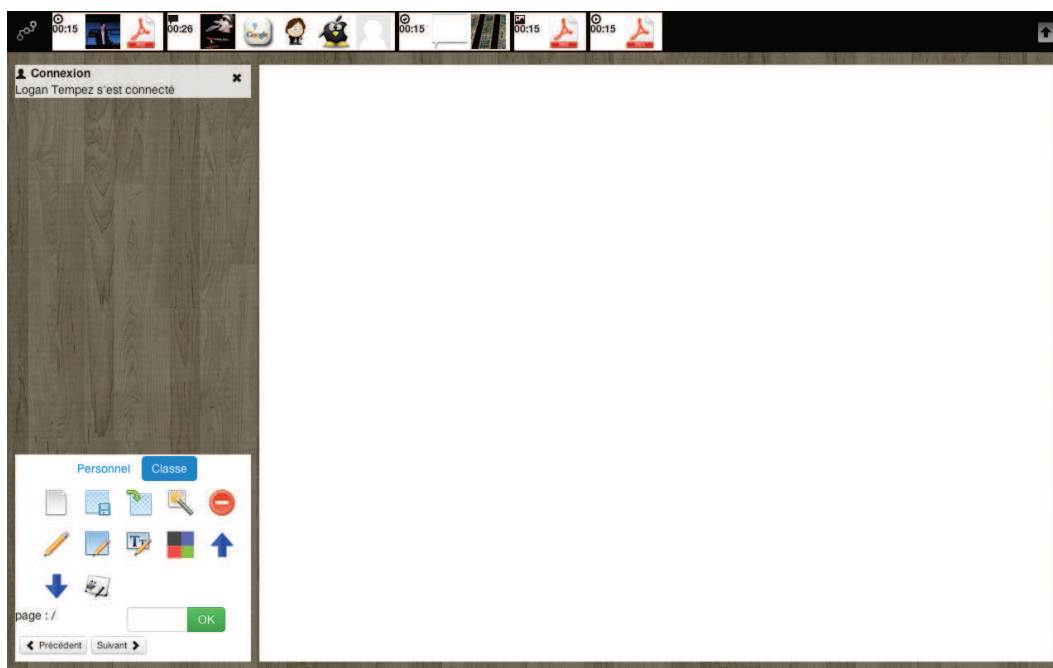 00:15
00:26
Google
00:15
00:15
00:15
Connexion
Logan Tempez s'est connecté
Personnel
Classe
page : /
OK
Précédent
Suivant